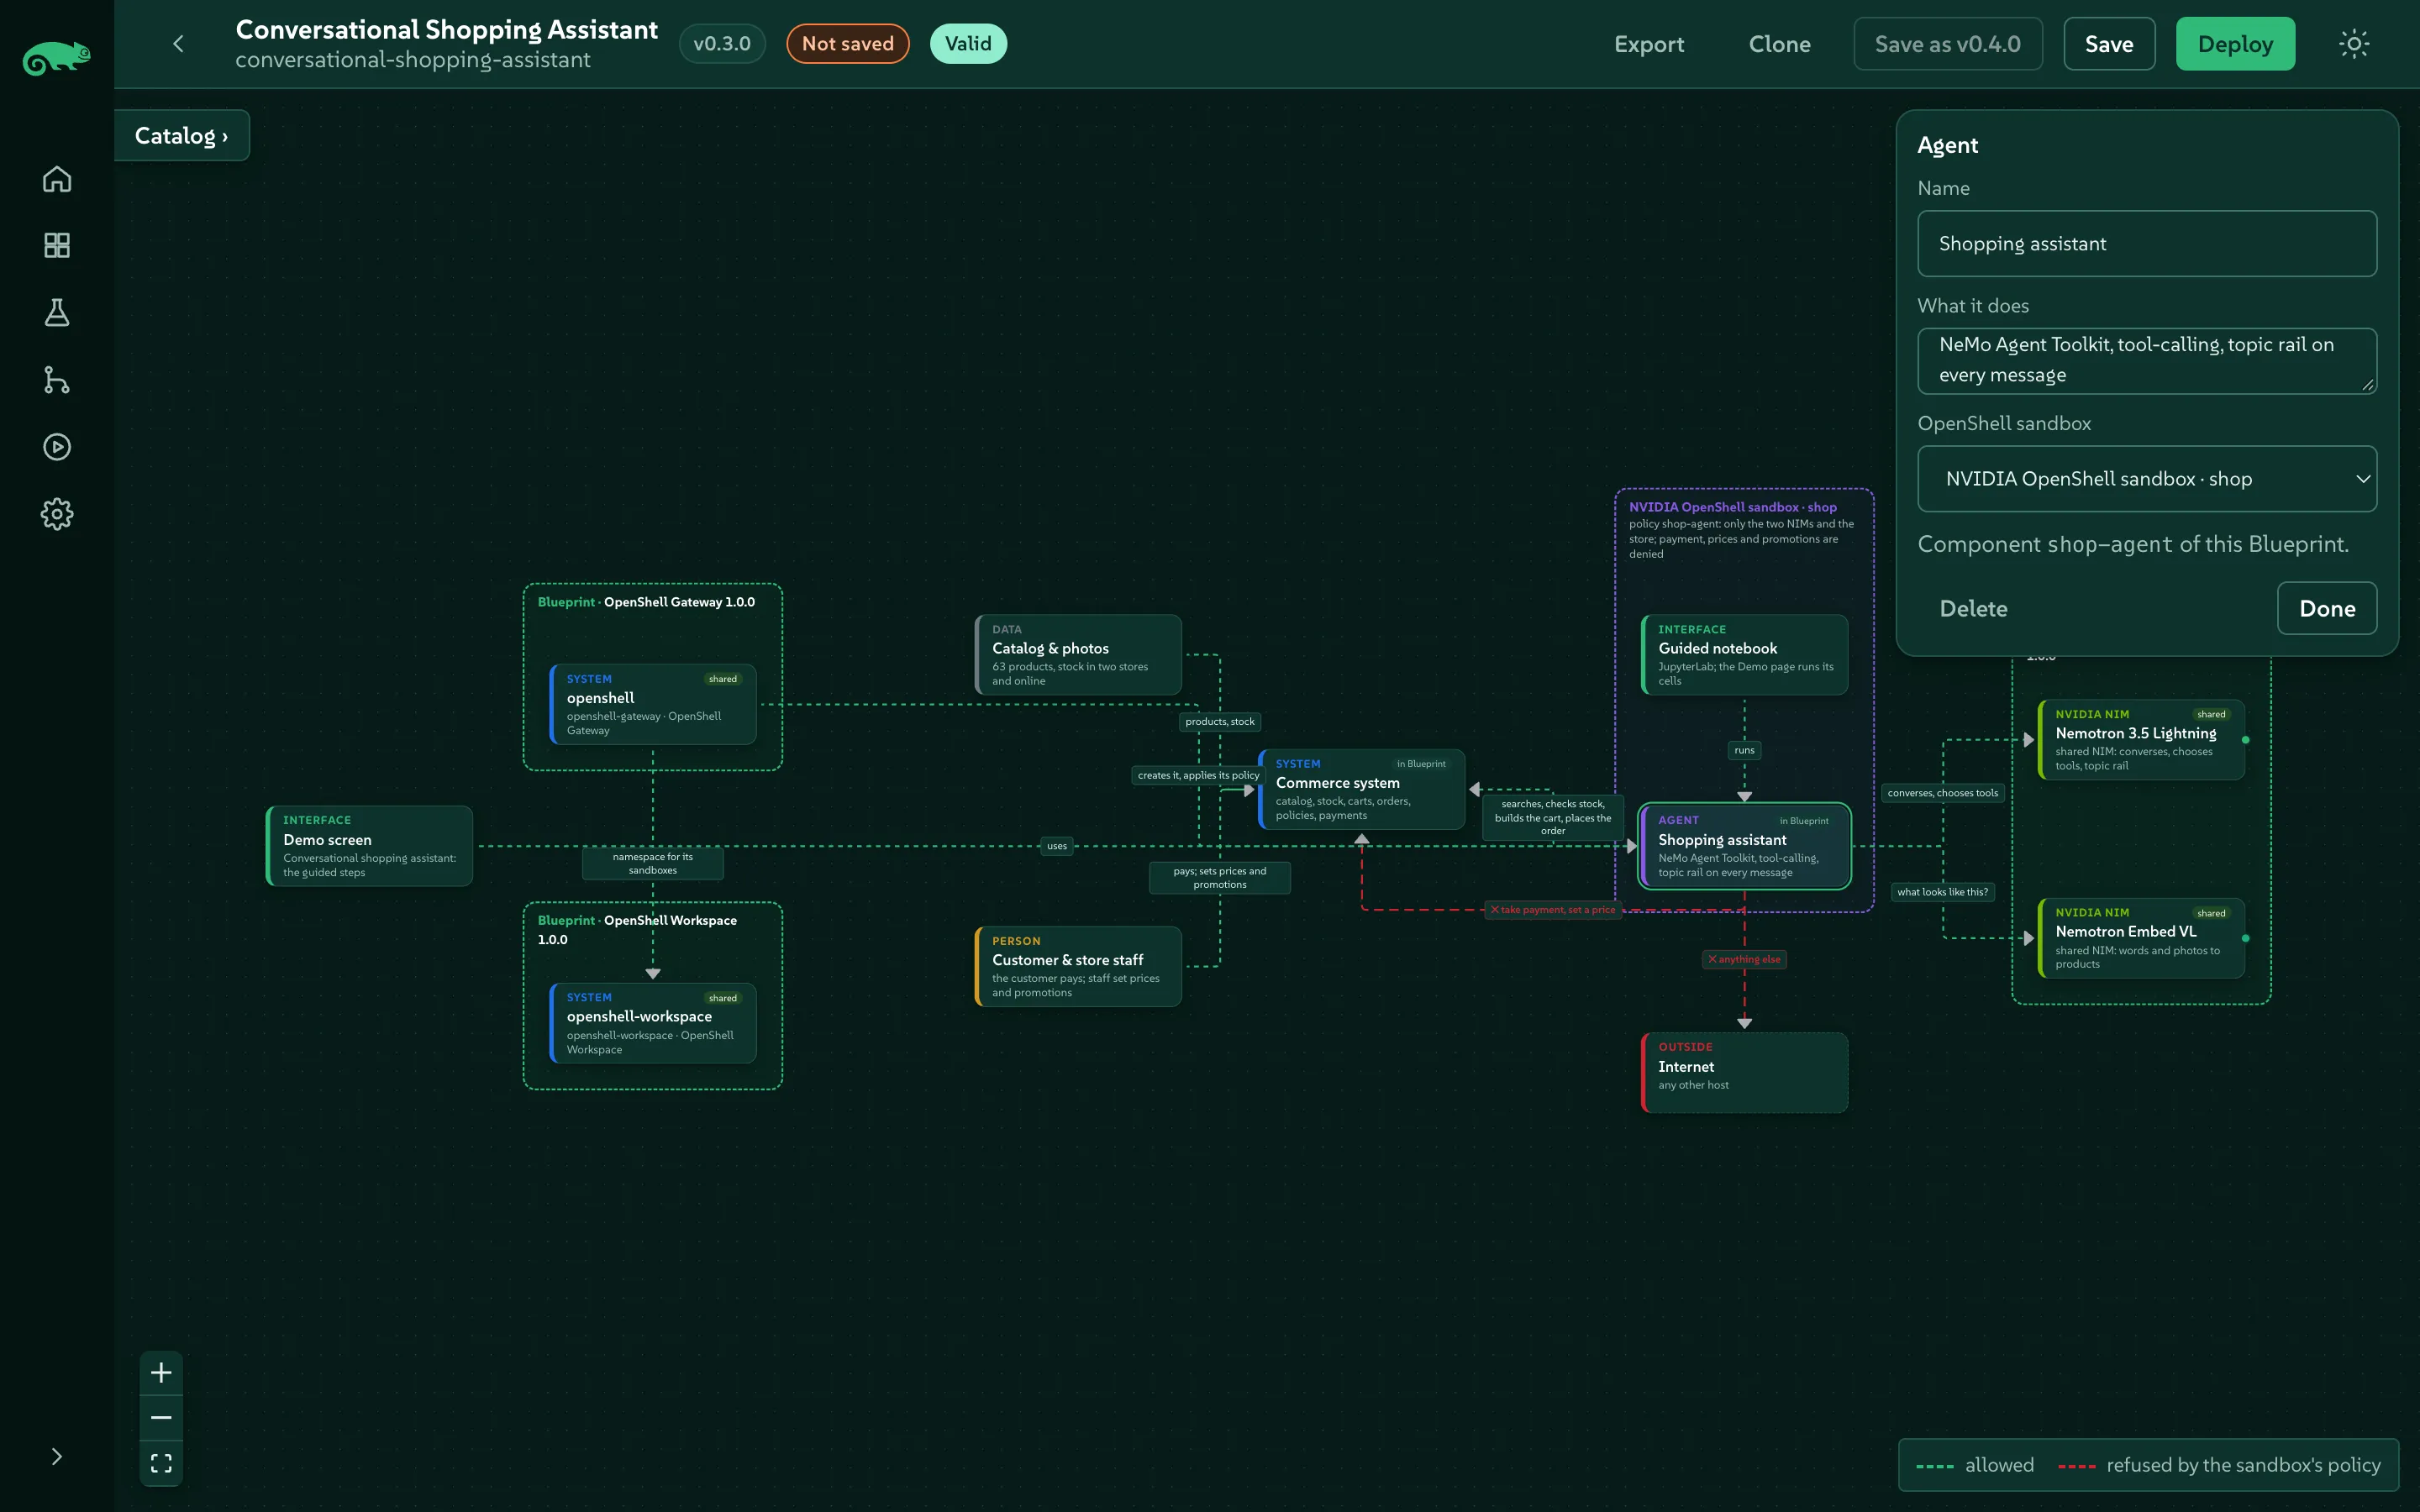 Conversational Shopping Assistant
conversational-shopping-assistant
v0.3.0
Not saved
Valid
Export
Clone
Save as v0.4.0
Save
Deploy
Catalog ›
Agent
Name
Shopping assistant
What it does
NeMo Agent Toolkit, tool-calling, topic rail on
every message
OpenShell sandbox
NVIDIA OpenShell sandbox · shop
Component shop-agent of this Blueprint.
Delete
Done
Blueprint · OpenShell Gateway 1.0.0
SYSTEM
shared
openshell
openshell-gateway · OpenShell
Gateway
INTERFACE
Demo screen
Conversational shopping assistant:
the guided steps
namespace for its
sandboxes
Blueprint · OpenShell Workspace
1.0.0
SYSTEM
shared
openshell-workspace
openshell-workspace · OpenShell
Workspace
DATA
Catalog & photos
63 products, stock in two stores
and online
products, stock
creates it, applies its policy
uses
pays; sets prices and
promotions
PERSON
Customer & store staff
the customer pays; staff set prices
and promotions
SYSTEM
in Blueprint
Commerce system
catalog, stock, carts, orders,
policies, payments
searches, checks stock,
builds the cart, places the
order
NVIDIA OpenShell sandbox · shop
policy shop-agent: only the two NIMs and the
store; payment, prices and promotions are
denied
INTERFACE
Guided notebook
JupyterLab; the Demo page runs its
cells
runs
AGENT
in Blueprint
Shopping assistant
NeMo Agent Toolkit, tool-calling,
topic rail on every message
✕ take payment, set a price
✕ anything else
OUTSIDE
Internet
any other host
converses, chooses tools
what looks like this?
1.0.0
NVIDIA NIM
shared
Nemotron 3.5 Lightning
shared NIM: converses, chooses
tools, topic rail
NVIDIA NIM
shared
Nemotron Embed VL
shared NIM: words and photos to
products
allowed
refused by the sandbox's policy